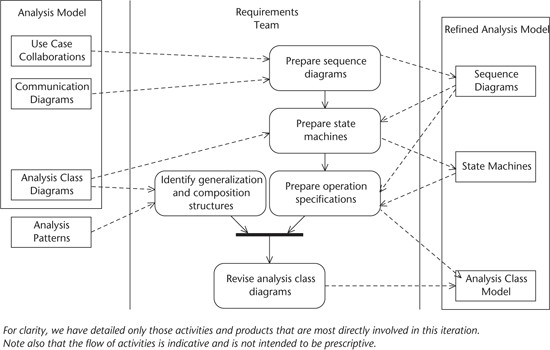 Analysis Model
Requirements
Team
Refined Analysis Model
Use Case
Collaborations
Communication
Diagrams
Analysis Class
Diagrams
Analysis
Patterns
Prepare sequence
diagrams
Prepare state
machines
Identify generalization
and composition
structures
Prepare operation
specifications
Revise analysis class
diagrams
Sequence
Diagrams
State Machines
Analysis Class
Model
For clarity, we have detailed only those activities and products that are most directly involved in this iteration.
Note also that the flow of activities is indicative and is not intended to be prescriptive.